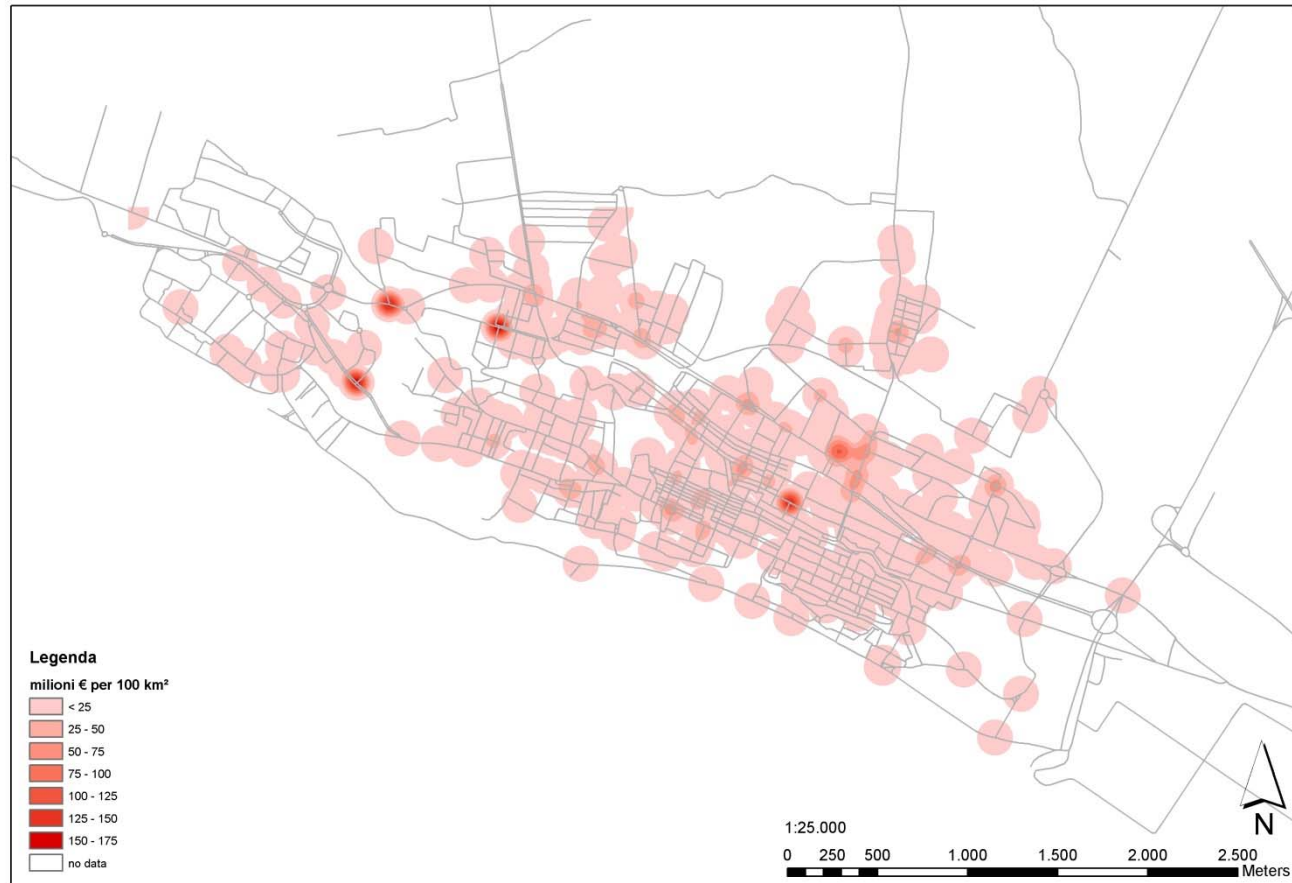 Legenda
milioni € per 100 km²
< 25
25 - 50
50 - 75
75 - 100
100 - 125
125 - 150
150 - 175
no data
1:25.000
0 250 500 1.000 1.500 2.000 2.500
Meters
N